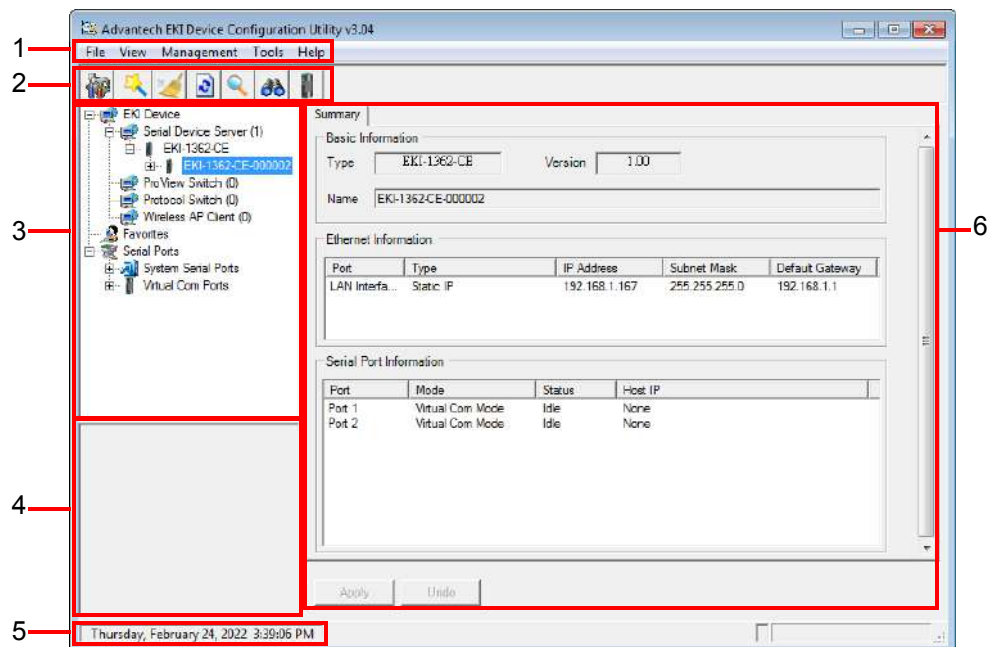 Advantech EKI Device Configuration Utility v3.04
1
File View Management Tools Help
2
3
EKI Device
Serial Device Server (1)
EKI-1362-CE
EKI-1362-CE-000002
ProView Switch (0)
Protocol Switch (0)
Wireless AP Client (0)
Favorites
Serial Ports
System Serial Ports
Virtual Com Ports
Summary
Basic Information
Type EKI-1362-CE Version 1.00
Name EKI-1362-CE-000002
Ethernet Information
Port Type IP Address Subnet Mask Default Gateway
LAN Interfa... Static IP 192.168.1.167 255.255.255.0 192.168.1.1
Serial Port Information
Port Mode Status Host IP
Port 1 Virtual Com Mode Idle None
Port 2 Virtual Com Mode Idle None
6
4
Apply Undo
5
Thursday, February 24, 2022 3:39:06 PM